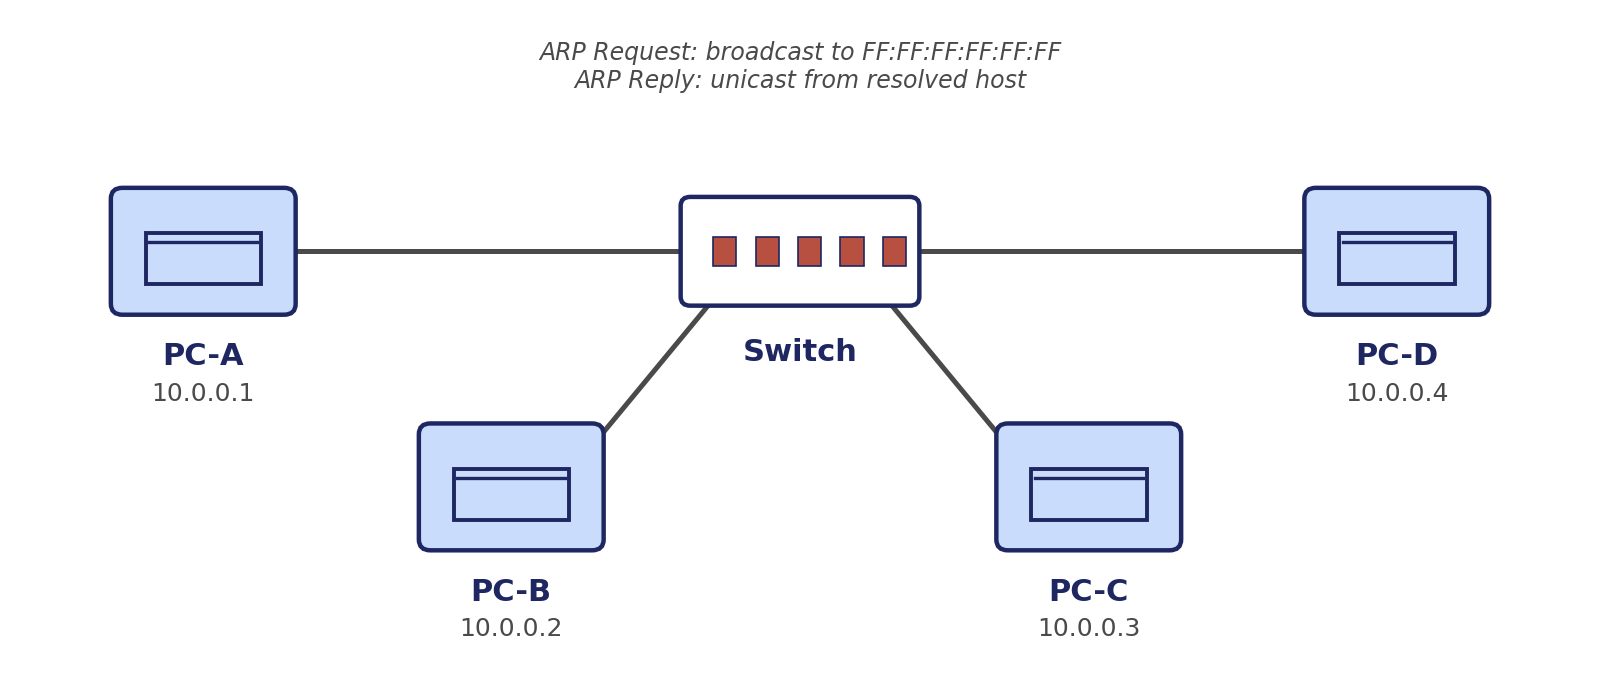 ARP Request: broadcast to FF:FF:FF:FF:FF:FF
ARP Reply: unicast from resolved host
PC-A
10.0.0.1
Switch
PC-D
10.0.0.4
PC-B
10.0.0.2
PC-C
10.0.0.3